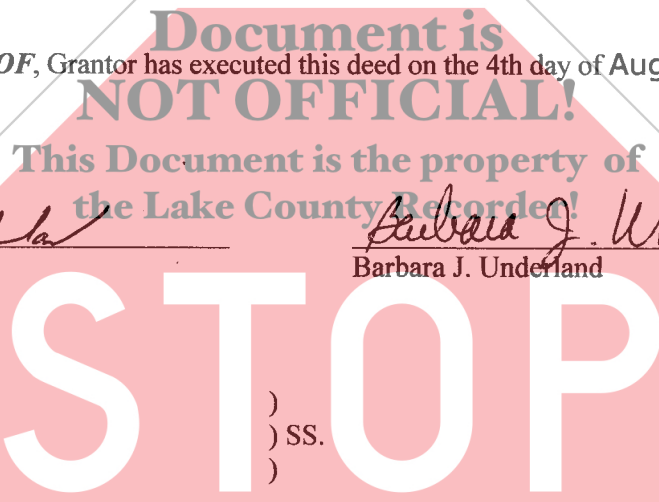 Document is
OF, Grantor has executed this deed on the 4th day of Aug
NOT OFFICIAL!
This Document is the property of
the Lake County Recorder!
Barbara J.
Barbara J. Underland
STOP
)
) SS.
)